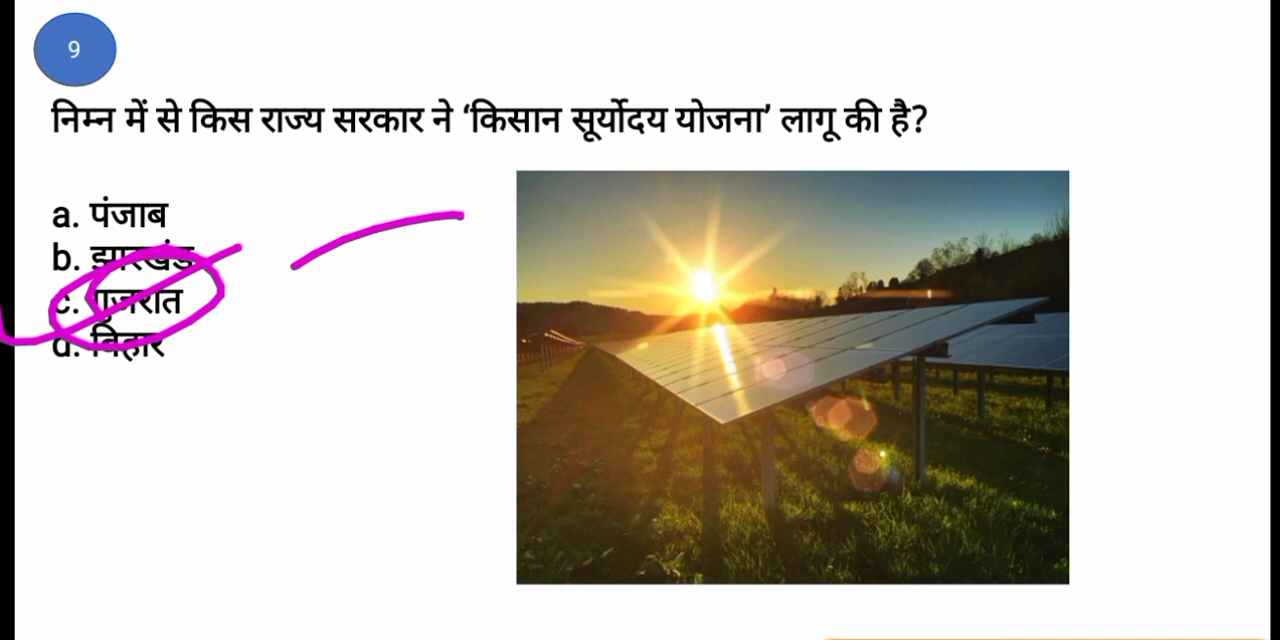 9
निम्न में से किस राज्य सरकार ने ‘किसान सूर्योदय योजना’ लागू की है?
a. पंजाब
b. झारखंड
c. गुजरात
d. बिहार